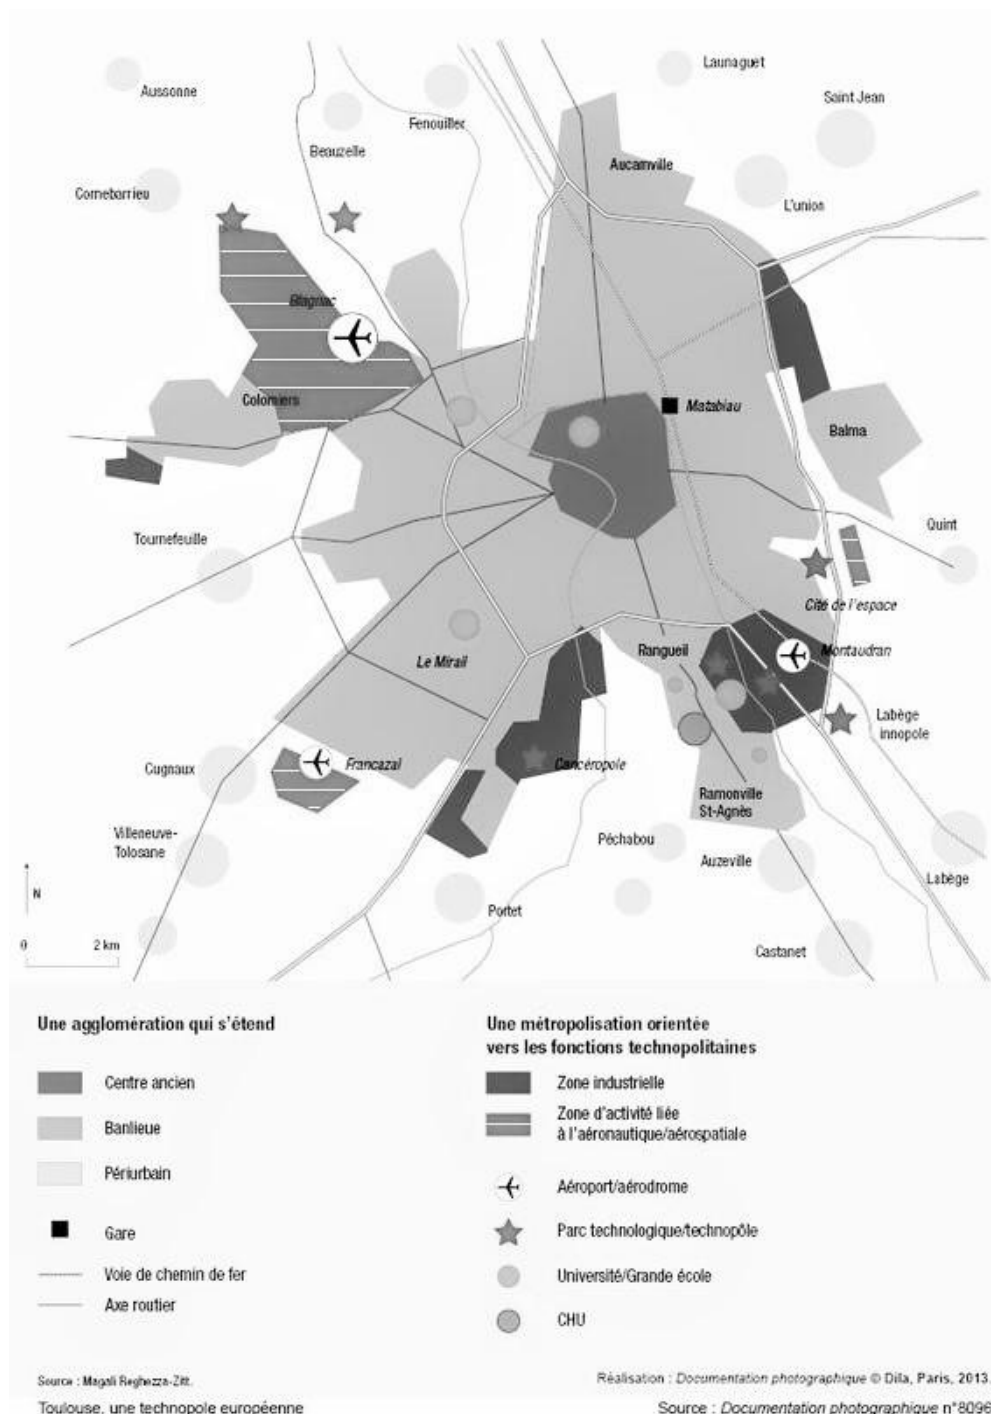 Launaguet
Aussonne
Saint Jean
Fenouiller
Beauzelle
Aucamville
Cornebarrieu
L'union
Blagnac
Colomiers
Matabiau
Balma
Quint
Tournefeuille
Cité de l'espace
Le Mirail
Rangueil
Montaudran
Labège
innopole
Cugnaux
Francazal
Cancéropole
Ramonville
St-Agnès
Villeneuve-
Tolosane
Péchabou
Auzeville
Labège
N
Portet
0 2 km
Castanet
Une agglomération qui s'étend
Centre ancien
Banlieue
Périurbain
Gare
Voie de chemin de fer
Axe routier
Une métropolisation orientée
vers les fonctions technopolitaines
Zone industrielle
Zone d'activité liée
à l'aéronautique/aérospatiale
Aéroport/aérodrome
Parc technologique/technopôle
Université/Grande école
CHU
Source : Magali Reghezza-Zitt.
Réalisation : Documentation photographique © Dila, Paris, 2013.
Toulouse, une technopole européenne
Source : Documentation photographique n°8096